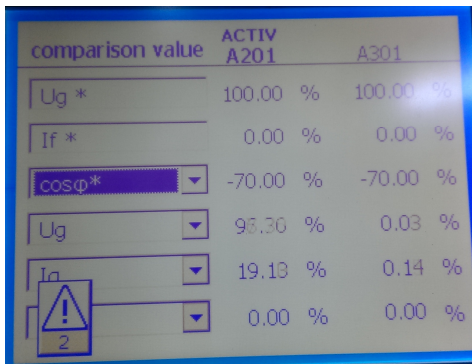 ACTIV
comparison value A201 A301
Ug * 100.00 % 100.00 %
If * 0.00 % 0.00 %
cosφ* -70.00 % -70.00 %
Ug % 0.03 %
Ig 19.13 % 0.14 %
0.00 % 0.00 %
2